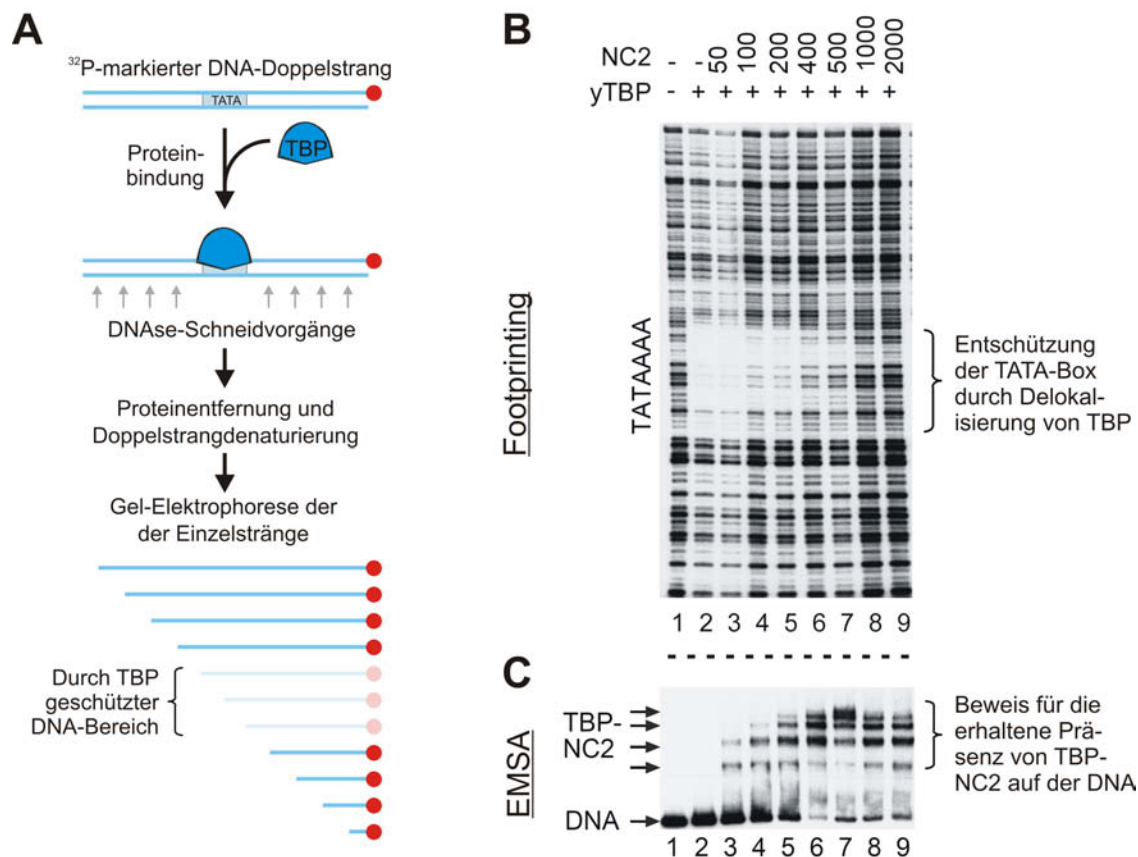 A
³²P-markierter DNA-Doppelstrang
TATA
TBP
Protein-
bindung
DNAse-Schneidvorgänge
Proteinentfernung und
Doppelstrangdenaturierung
Gel-Elektrophorese der
der Einzelstränge
Durch TBP
geschützter
DNA-Bereich
B
NC2 - - 50 100 200 400 500 1000 2000
yTBP - + + + + + + + +
Footprinting
TATAAAA
Entschützung
der TATA-Box
durch Delokal-
isierung von TBP
1 2 3 4 5 6 7 8 9
C
EMSA
TBP-
NC2
DNA
Beweis für die
erhaltene Prä-
senz von TBP-
NC2 auf der DNA
1 2 3 4 5 6 7 8 9